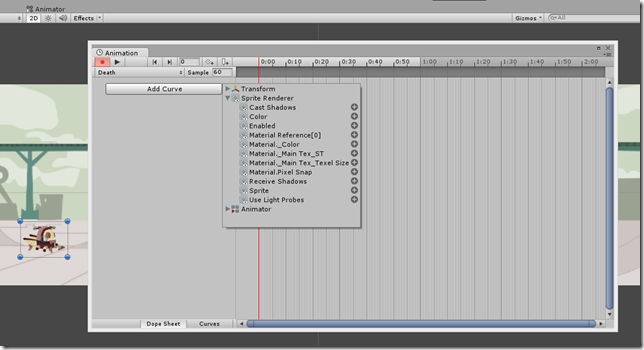 Animator
2D Effects Gizmos All
Animation
0 0:00 0:10 0:20 0:30 0:40 0:50 1:00 1:10 1:20 1:30 1:40 1:50 2:00
Death Sample 60
Add Curve
Transform
Sprite Renderer
Cast Shadows
Color
Enabled
Material Reference[0]
Material._Color
Material._Main Tex_ST
Material._Main Tex_Texel Size
Material.Pixel Snap
Receive Shadows
Sprite
Use Light Probes
Animator
Dope Sheet Curves